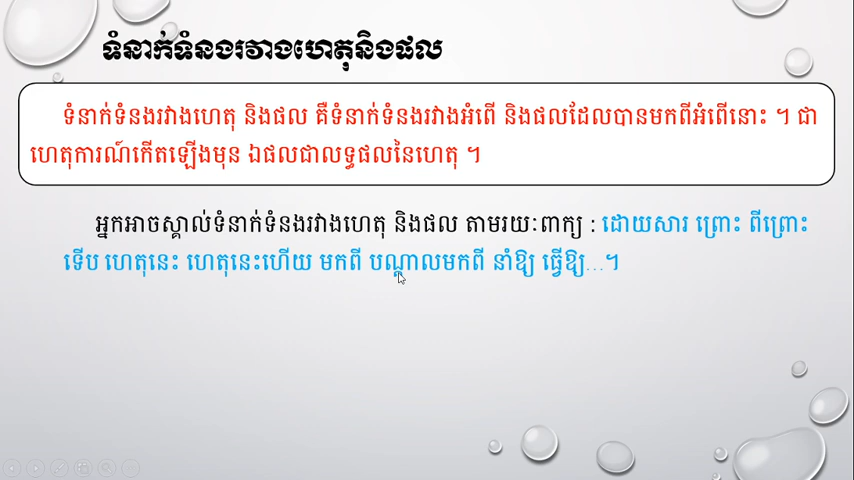 ទំនាក់ទំនងរវាងហេតុនិងផល
ទំនាក់ទំនងរវាងហេតុ និងផល គឺទំនាក់ទំនងរវាងអំពើ និងផលដែលបានមកពីអំពើនោះ ។ ជា
ហេតុការណ៍កើតឡើងមុន ឯផលជាលទ្ធផលនៃហេតុ ។
អ្នកអាចស្គាល់ទំនាក់ទំនងរវាងហេតុ និងផល តាមរយៈពាក្យ : ដោយសារ ព្រោះ ពីព្រោះ
ទើប ហេតុនេះ ហេតុនេះហើយ មកពី បណ្តាលមកពី នាំឱ្យ ធ្វើឱ្យ...។